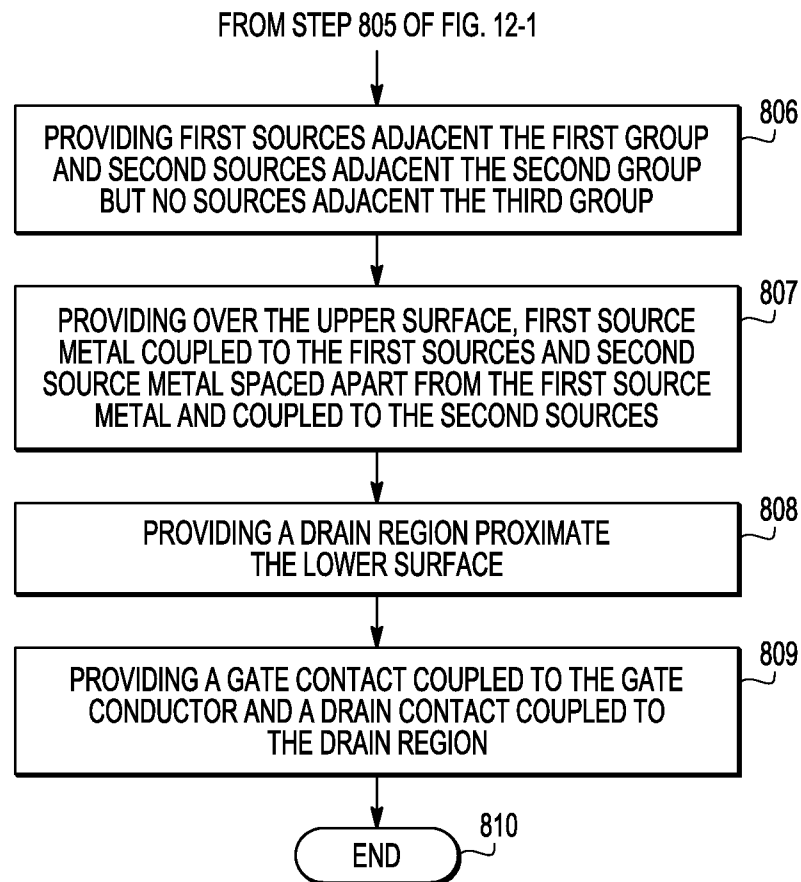 FROM STEP 805 OF FIG. 12-1
806
PROVIDING FIRST SOURCES ADJACENT THE FIRST GROUP
AND SECOND SOURCES ADJACENT THE SECOND GROUP
BUT NO SOURCES ADJACENT THE THIRD GROUP
807
PROVIDING OVER THE UPPER SURFACE, FIRST SOURCE
METAL COUPLED TO THE FIRST SOURCES AND SECOND
SOURCE METAL SPACED APART FROM THE FIRST SOURCE
METAL AND COUPLED TO THE SECOND SOURCES
808
PROVIDING A DRAIN REGION PROXIMATE
THE LOWER SURFACE
809
PROVIDING A GATE CONTACT COUPLED TO THE GATE
CONDUCTOR AND A DRAIN CONTACT COUPLED TO
THE DRAIN REGION
810
END